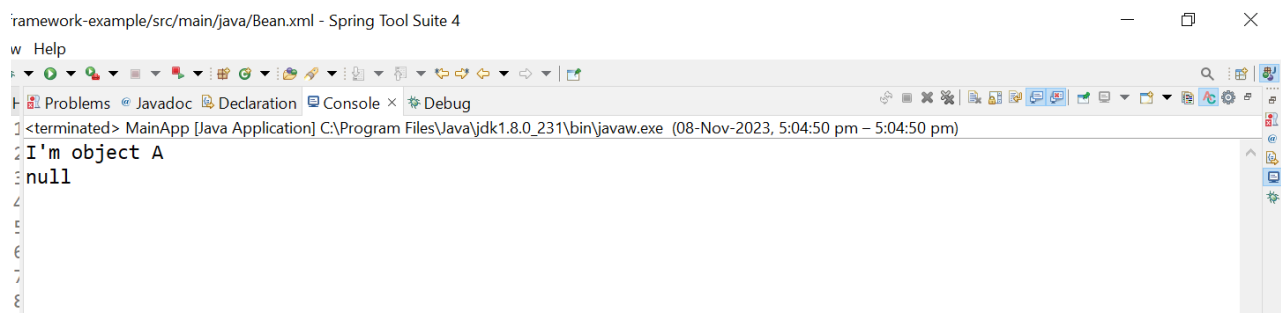 ramework-example/src/main/java/Bean.xml - Spring Tool Suite 4
w Help
Problems @ Javadoc Declaration Console × Debug
<terminated> MainApp [Java Application] C:\Program Files\Java\jdk1.8.0_231\bin\javaw.exe (08-Nov-2023, 5:04:50 pm – 5:04:50 pm)
I'm object A
null